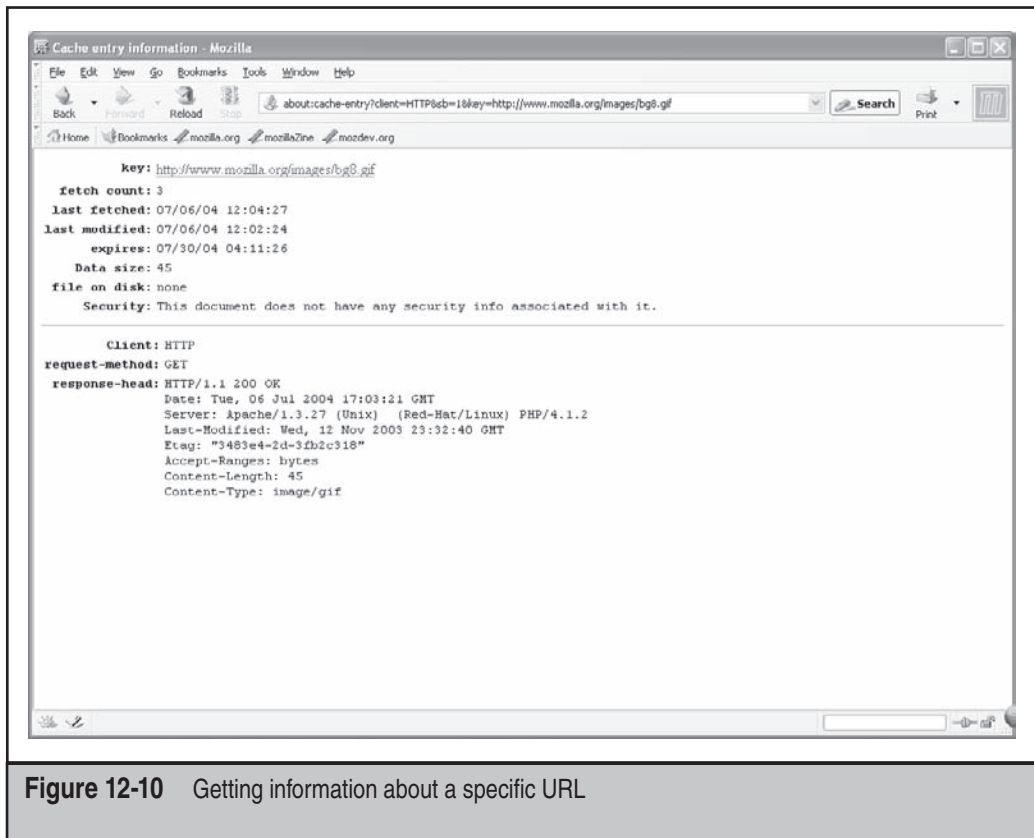 Cache entry information - Mozilla
File Edit View Go Bookmarks Tools Window Help
Back Forward Reload Stop about:cache-entry?client=HTTP&sb=1&key=http://www.mozilla.org/images/bg8.gif Search Print
Home Bookmarks mozilla.org mozillaZine mozdev.org
key: http://www.mozilla.org/images/bg8.gif
fetch count: 3
last fetched: 07/06/04 12:04:27
last modified: 07/06/04 12:02:24
expires: 07/30/04 04:11:26
Data size: 45
file on disk: none
Security: This document does not have any security info associated with it.
Client: HTTP
request-method: GET
response-head: HTTP/1.1 200 OK
Date: Tue, 06 Jul 2004 17:03:21 GMT
Server: Apache/1.3.27 (Unix) (Red-Hat/Linux) PHP/4.1.2
Last-Modified: Wed, 12 Nov 2003 23:32:40 GMT
Etag: "3483e4-2d-3fb2c318"
Accept-Ranges: bytes
Content-Length: 45
Content-Type: image/gif
Figure 12-10 Getting information about a specific URL